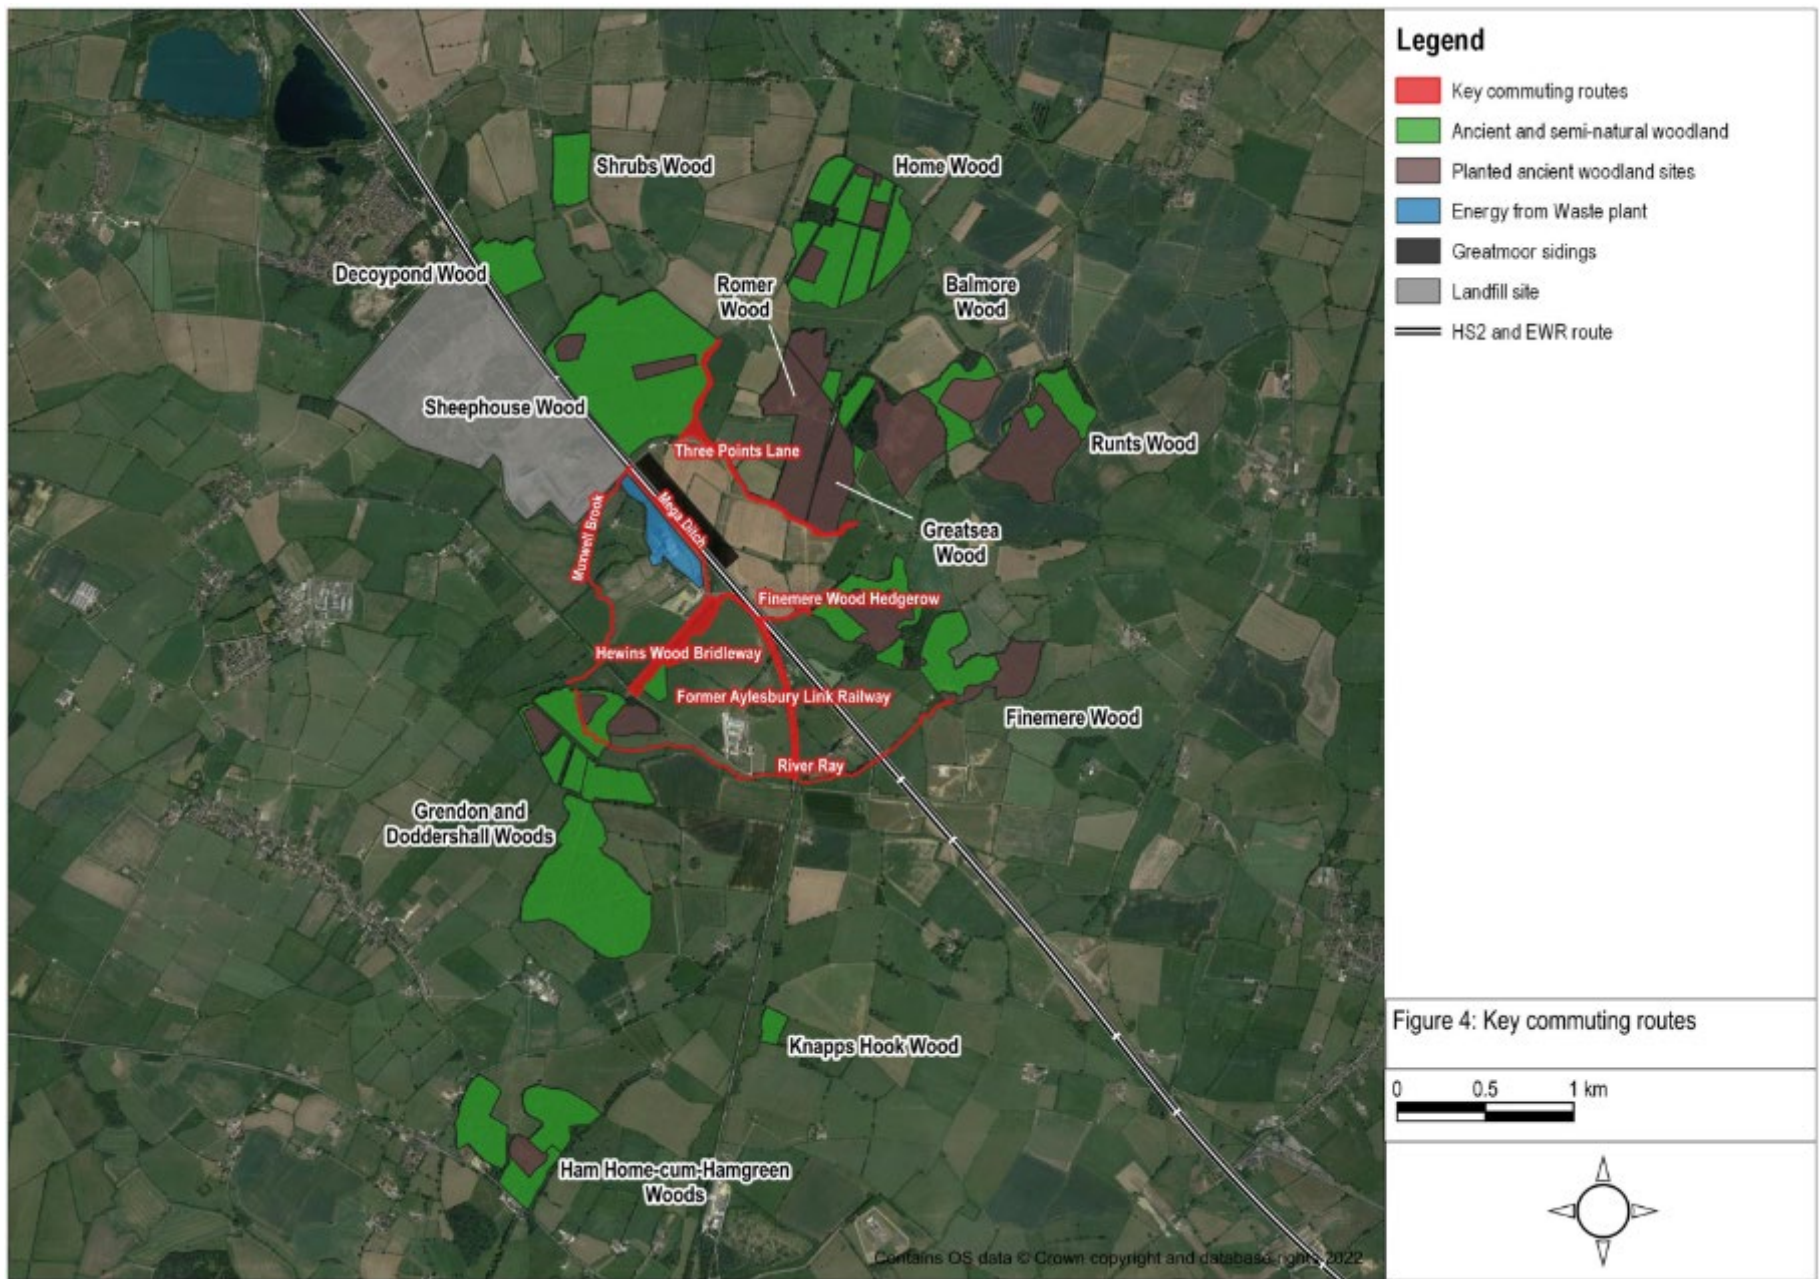 Shrubs Wood
Home Wood
Decoypond Wood
Romer
Wood
Balmore
Wood
Sheephouse Wood
Three Points Lane
Runts Wood
Mega Ditch
Muxwell Brook
Greatsea
Wood
Finemere Wood Hedgerow
Hewins Wood Bridleway
Former Aylesbury Link Railway
Finemere Wood
River Ray
Grendon and
Doddershall Woods
Knapps Hook Wood
Ham Home-cum-Hamgreen
Woods
Contains OS data © Crown copyright and database rights 2022
Legend
Key commuting routes
Ancient and semi-natural woodland
Planted ancient woodland sites
Energy from Waste plant
Greatmoor sidings
Landfill site
HS2 and EWR route
Figure 4: Key commuting routes
0 0.5 1 km